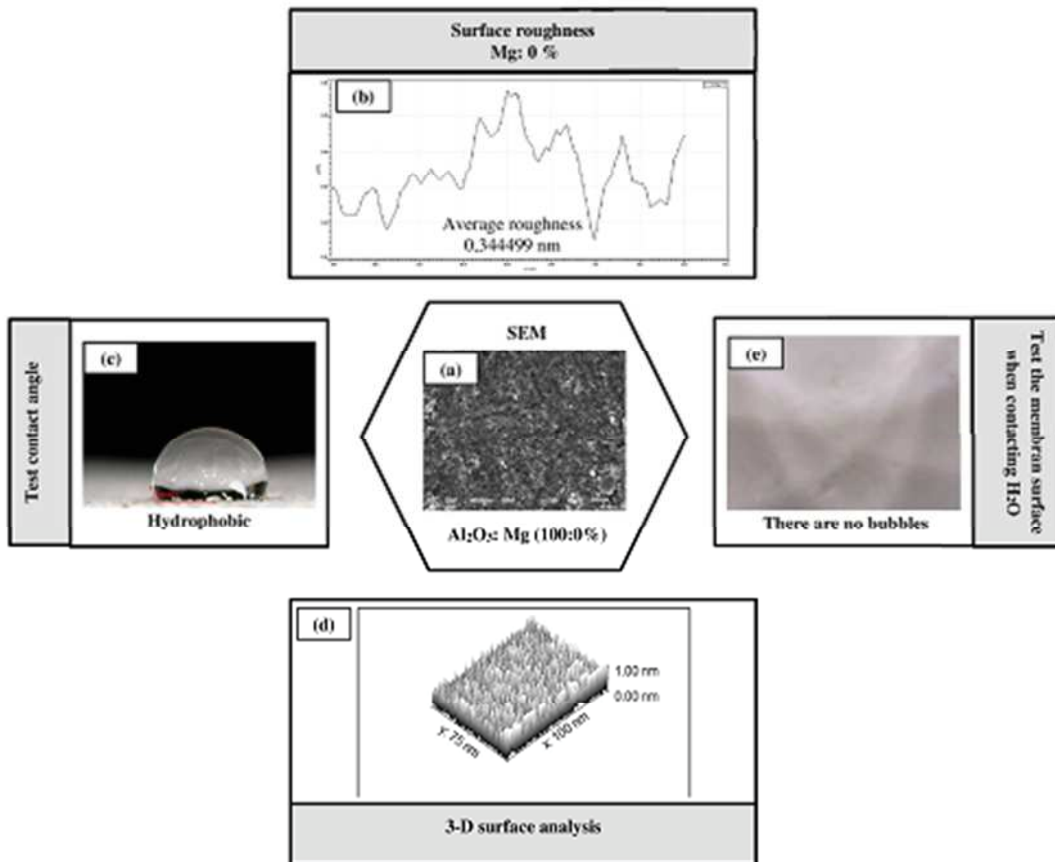 Surface roughness
Mg: 0 %
(b)
Average roughness
0,344499 nm
Test contact angle
(c)
Hydrophobic
SEM
(a)
Al₂O₃: Mg (100:0%)
(e)
There are no bubbles
Test the membran surface
when contacting H₂O
(d)
1.00 nm
0.00 nm
y: 75 nm
x: 100 nm
3-D surface analysis